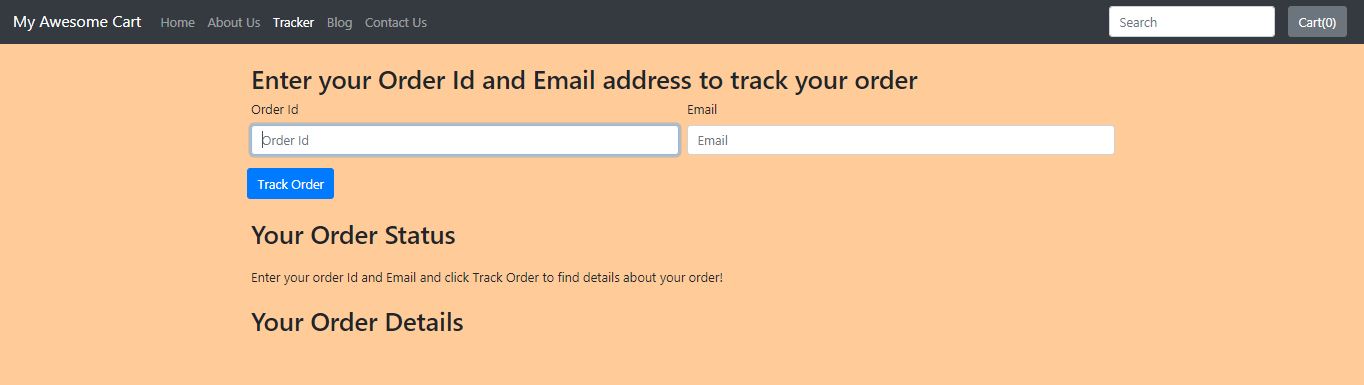 My Awesome Cart Home About Us Tracker Blog Contact Us Search Cart(0)
Enter your Order Id and Email address to track your order
Order Id Email
Order Id Email
Track Order
Your Order Status
Enter your order Id and Email and click Track Order to find details about your order!
Your Order Details